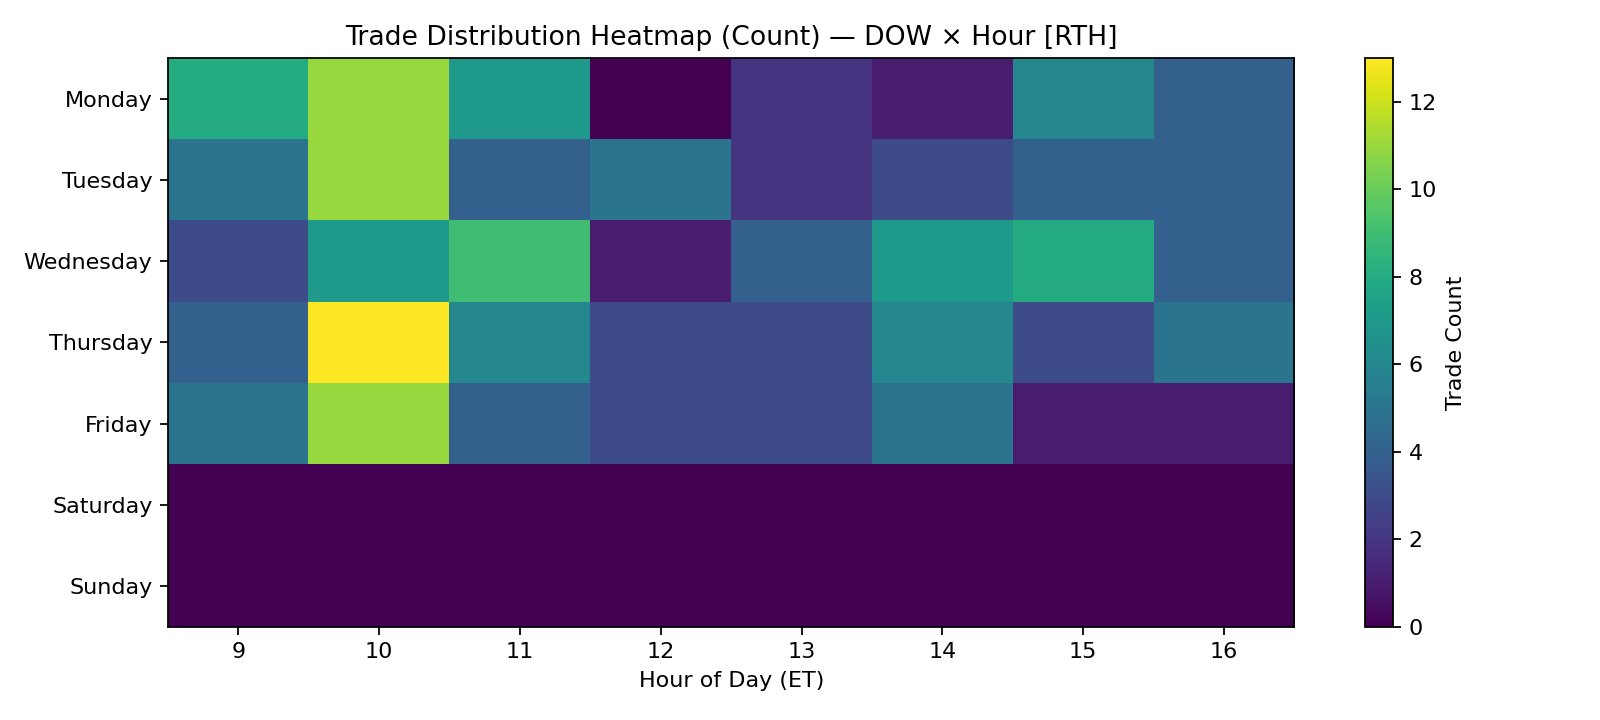 Trade Distribution Heatmap (Count) — DOW × Hour [RTH]
Monday
Tuesday
Wednesday
Thursday
Friday
Saturday
Sunday
9 10 11 12 13 14 15 16
Hour of Day (ET)
12
10
8
6
4
2
0
Trade Count